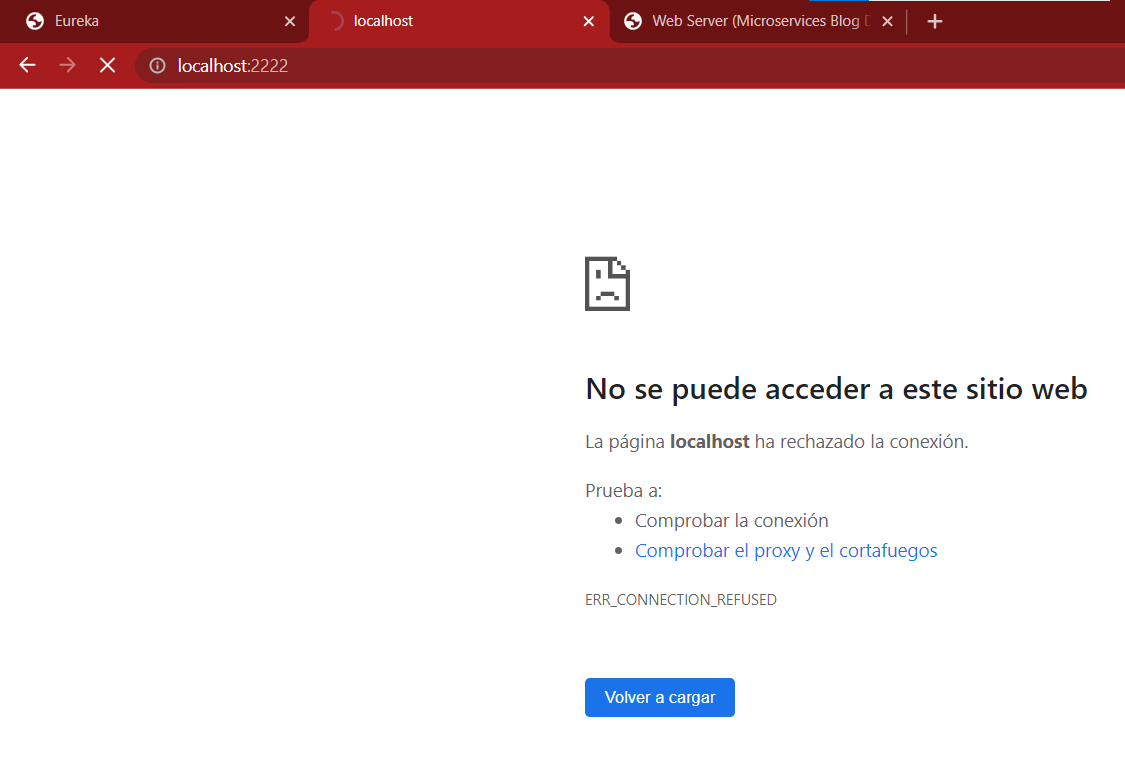 Eureka
localhost
Web Server (Microservices Blog
localhost:2222
No se puede acceder a este sitio web
La página localhost ha rechazado la conexión.
Prueba a:
Comprobar la conexión
Comprobar el proxy y el cortafuegos
ERR_CONNECTION_REFUSED
Volver a cargar